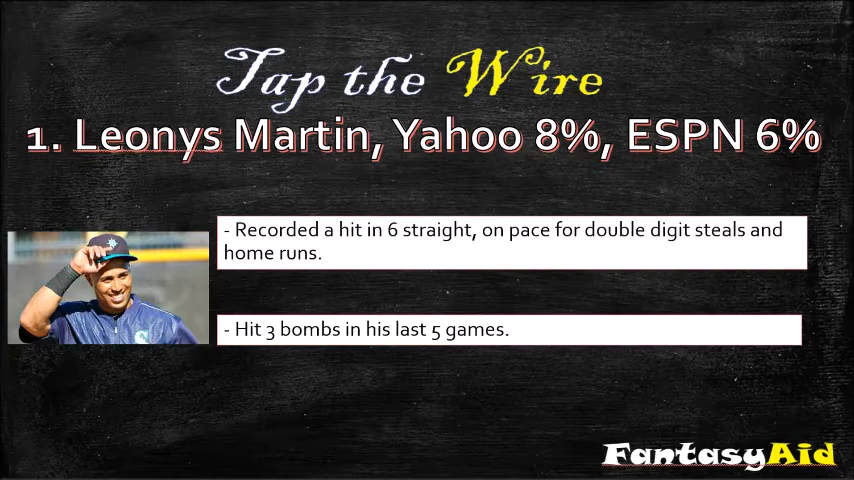 Tap the Wire
1. Leonys Martin, Yahoo 8%, ESPN 6%
- Recorded a hit in 6 straight, on pace for double digit steals and
home runs.
- Hit 3 bombs in his last 5 games.
FantasyAid